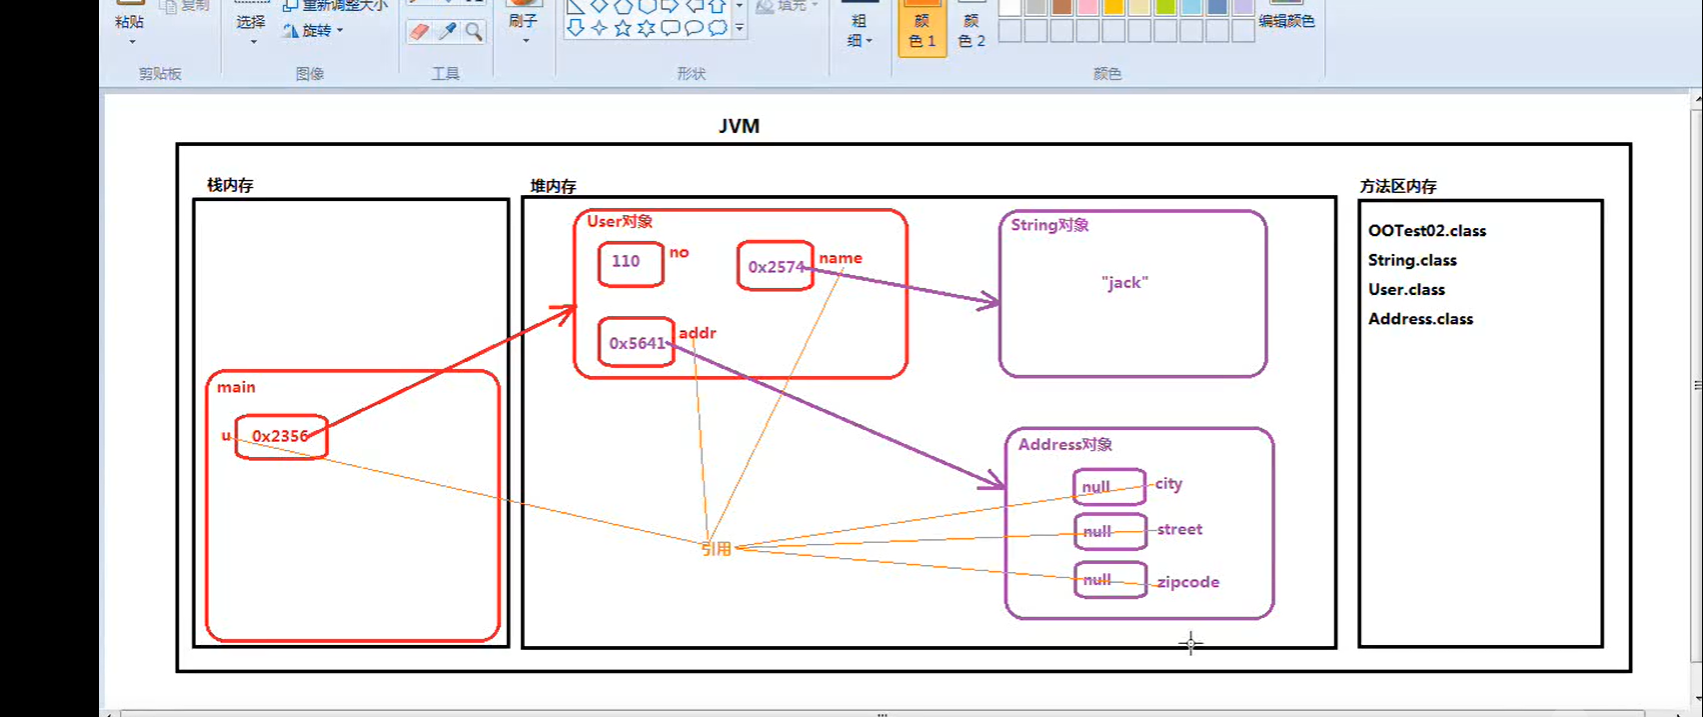 粘贴
复制
选择
重新调整大小
旋转
刷子
填充
粗
细
颜
色 1
颜
色 2
编辑颜色
剪贴板
图像
工具
形状
颜色
JVM
栈内存
堆内存
方法区内存
User对象
110
no
0x2574
name
0x5641
addr
String对象
"jack"
OOTest02.class
String.class
User.class
Address.class
main
u
0x2356
引用
Address对象
null
city
null
street
null
zipcode